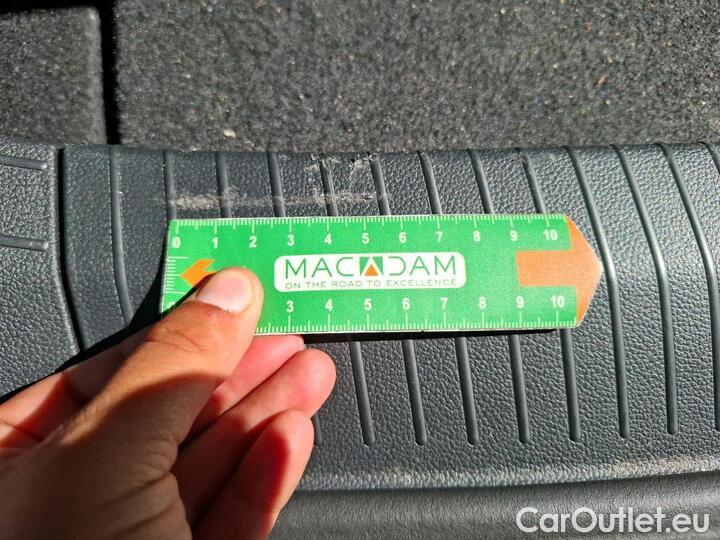 0 1 2 3 4 5 6 7 8 9 10
MACADAM
ON THE ROAD TO EXCELLENCE
3 4 5 6 7 8 9 10
CarOutlet.eu